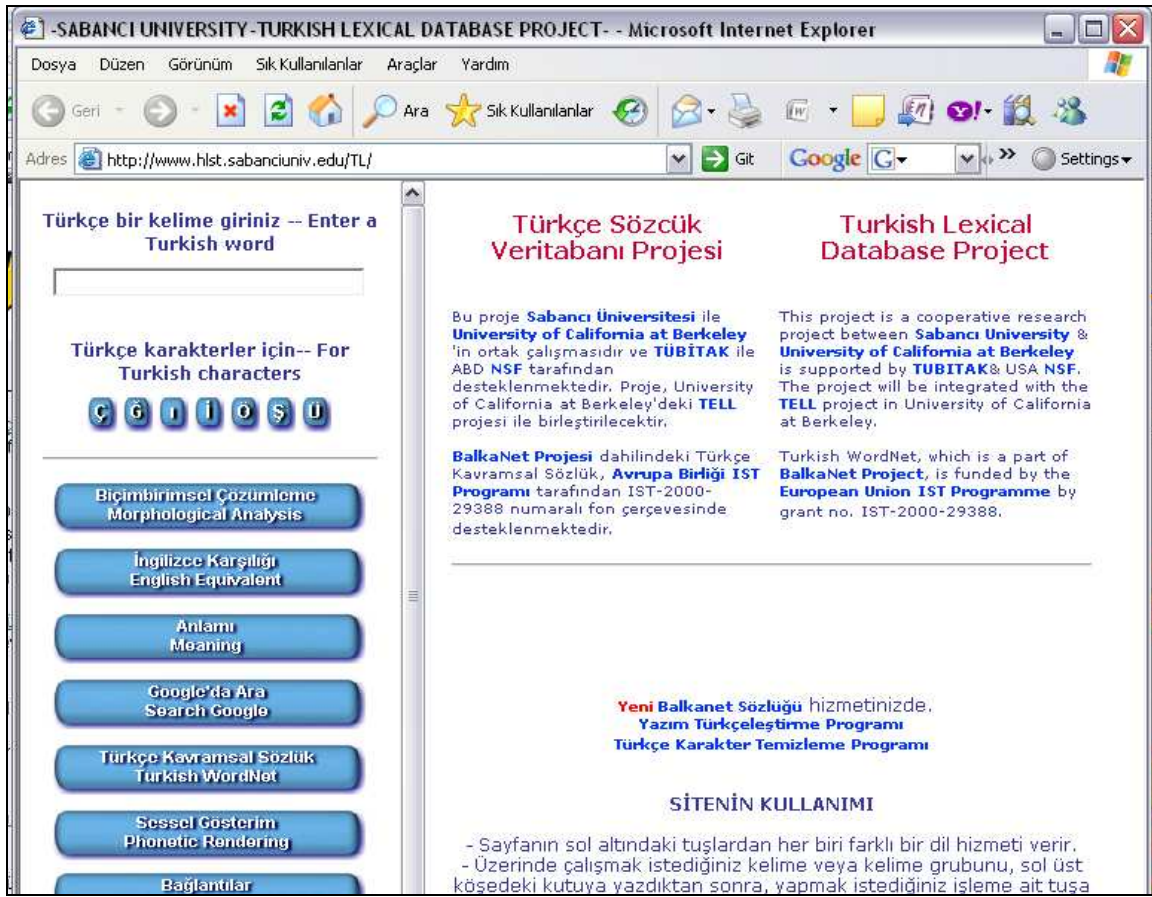 -SABANCI UNIVERSITY-TURKISH LEXICAL DATABASE PROJECT- - Microsoft Internet Explorer
Dosya Düzen Görünüm Sık Kullanılanlar Araçlar Yardım
Geri Ara Sık Kullanılanlar
Adres http://www.hlst.sabanciuniv.edu/TL/ Git Google G Settings
Türkçe bir kelime giriniz -- Enter a
Turkish word
Türkçe karakterler için-- For
Turkish characters
Ç Ğ ı İ Ö Ş Ü
Biçimbirimsel Çözümleme
Morphological Analysis
İngilizce Karşılığı
English Equivalent
Anlamı
Meaning
Google'da Ara
Search Google
Türkçe Kavramsal Sözlük
Turkish WordNet
Sessel Gösterim
Phonetic Rendering
Bağlantılar
Türkçe Sözcük
Veritabanı Projesi
Bu proje Sabancı Üniversitesi ile
University of California at Berkeley
'in ortak çalışmasıdır ve TÜBİTAK ile
ABD NSF tarafından
desteklenmektedir. Proje, University
of California at Berkeley'deki TELL
projesi ile birleştirilecektir.
BalkaNet Projesi dahilindeki Türkçe
Kavramsal Sözlük, Avrupa Birliği IST
Programı tarafından IST-2000-
29388 numaralı fon çerçevesinde
desteklenmektedir.
Turkish Lexical
Database Project
This project is a cooperative research
project between Sabancı University &
University of California at Berkeley
is supported by TUBITAK& USA NSF.
The project will be integrated with the
TELL project in University of California
at Berkeley.
Turkish WordNet, which is a part of
BalkaNet Project, is funded by the
European Union IST Programme by
grant no. IST-2000-29388.
Yeni Balkanet Sözlüğü hizmetinizde.
Yazım Türkçeleştirme Programı
Türkçe Karakter Temizleme Programı
SİTENİN KULLANIMI
- Sayfanın sol altındaki tuşlardan her biri farklı bir dil hizmeti verir.
- Üzerinde çalışmak istediğiniz kelime veya kelime grubunu, sol üst
köşedeki kutuya yazdıktan sonra, yapmak istediğiniz işleme ait tuşa